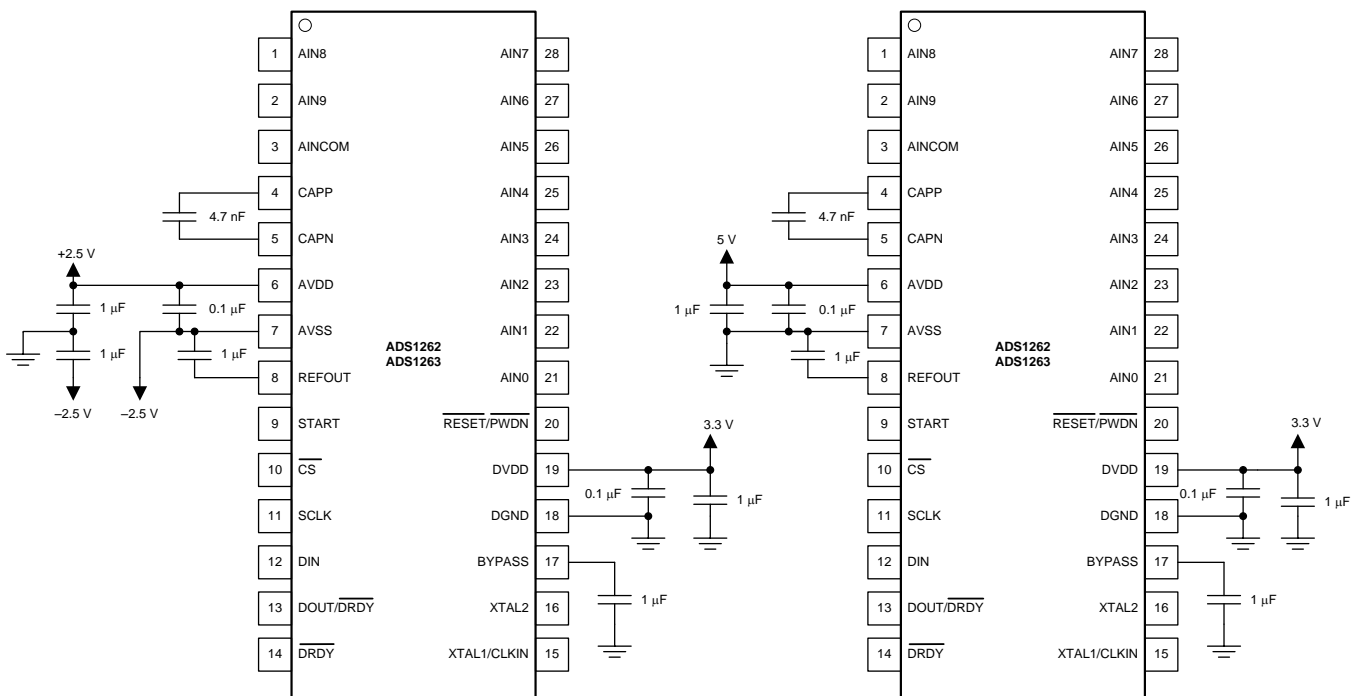 1 AIN8 AIN7 28
2 AIN9 AIN6 27
3 AINCOM AIN5 26
4 CAPP AIN4 25
4.7 nF
5 CAPN AIN3 24
+2.5 V
6 AVDD AIN2 23
1 μF 0.1 μF
7 AVSS AIN1 22
1 μF 1 μF
ADS1262
ADS1263
8 REFOUT AIN0 21
–2.5 V –2.5 V
9 START RESET/PWDN 20
3.3 V
10 CS DVDD 19
0.1 μF 1 μF
11 SCLK DGND 18
12 DIN BYPASS 17
1 μF
13 DOUT/DRDY XTAL2 16
14 DRDY XTAL1/CLKIN 15
1 AIN8 AIN7 28
2 AIN9 AIN6 27
3 AINCOM AIN5 26
4 CAPP AIN4 25
4.7 nF
5 CAPN AIN3 24
5 V
6 AVDD AIN2 23
1 μF 0.1 μF
7 AVSS AIN1 22
1 μF
ADS1262
ADS1263
8 REFOUT AIN0 21
9 START RESET/PWDN 20
3.3 V
10 CS DVDD 19
0.1 μF 1 μF
11 SCLK DGND 18
12 DIN BYPASS 17
1 μF
13 DOUT/DRDY XTAL2 16
14 DRDY XTAL1/CLKIN 15